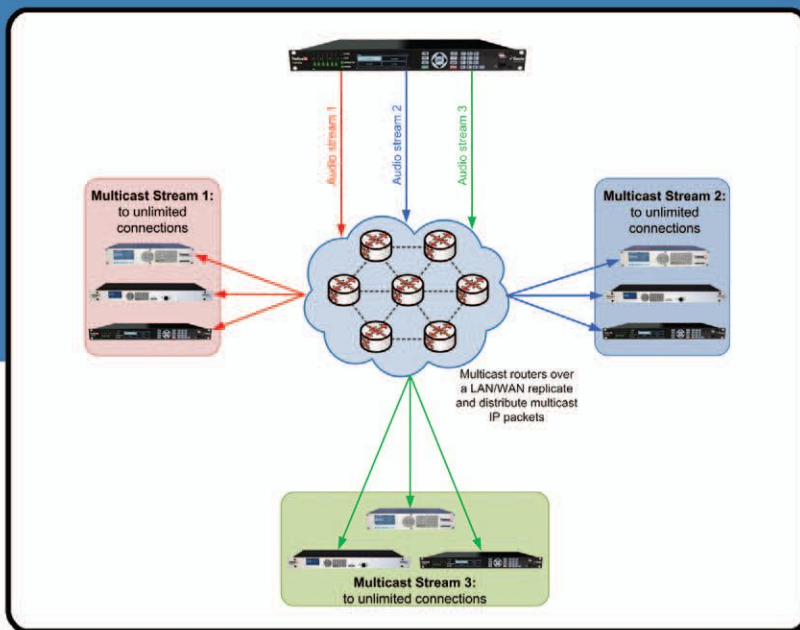 Audio stream 1
Audio stream 2
Audio stream 3
Multicast Stream 1:
to unlimited
connections
Multicast Stream 2:
to unlimited
connections
Multicast routers over
a LAN/WAN replicate
and distribute multicast
IP packets
Multicast Stream 3:
to unlimited connections